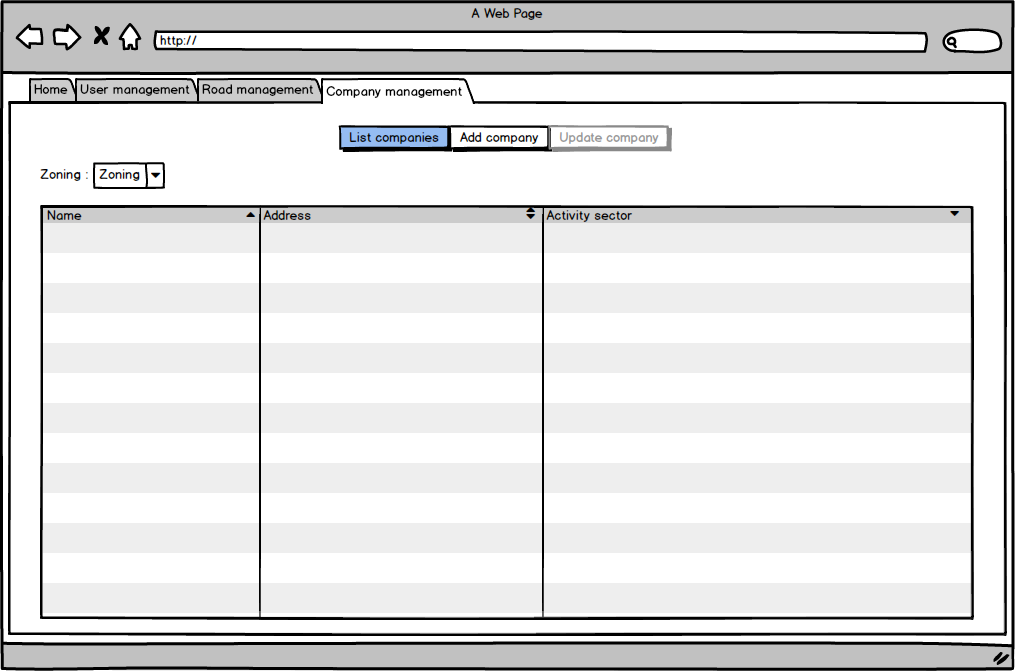 A Web Page
http://
Home User management Road management Company management
List companies Add company Update company
Zoning : Zoning
Name Address Activity sector